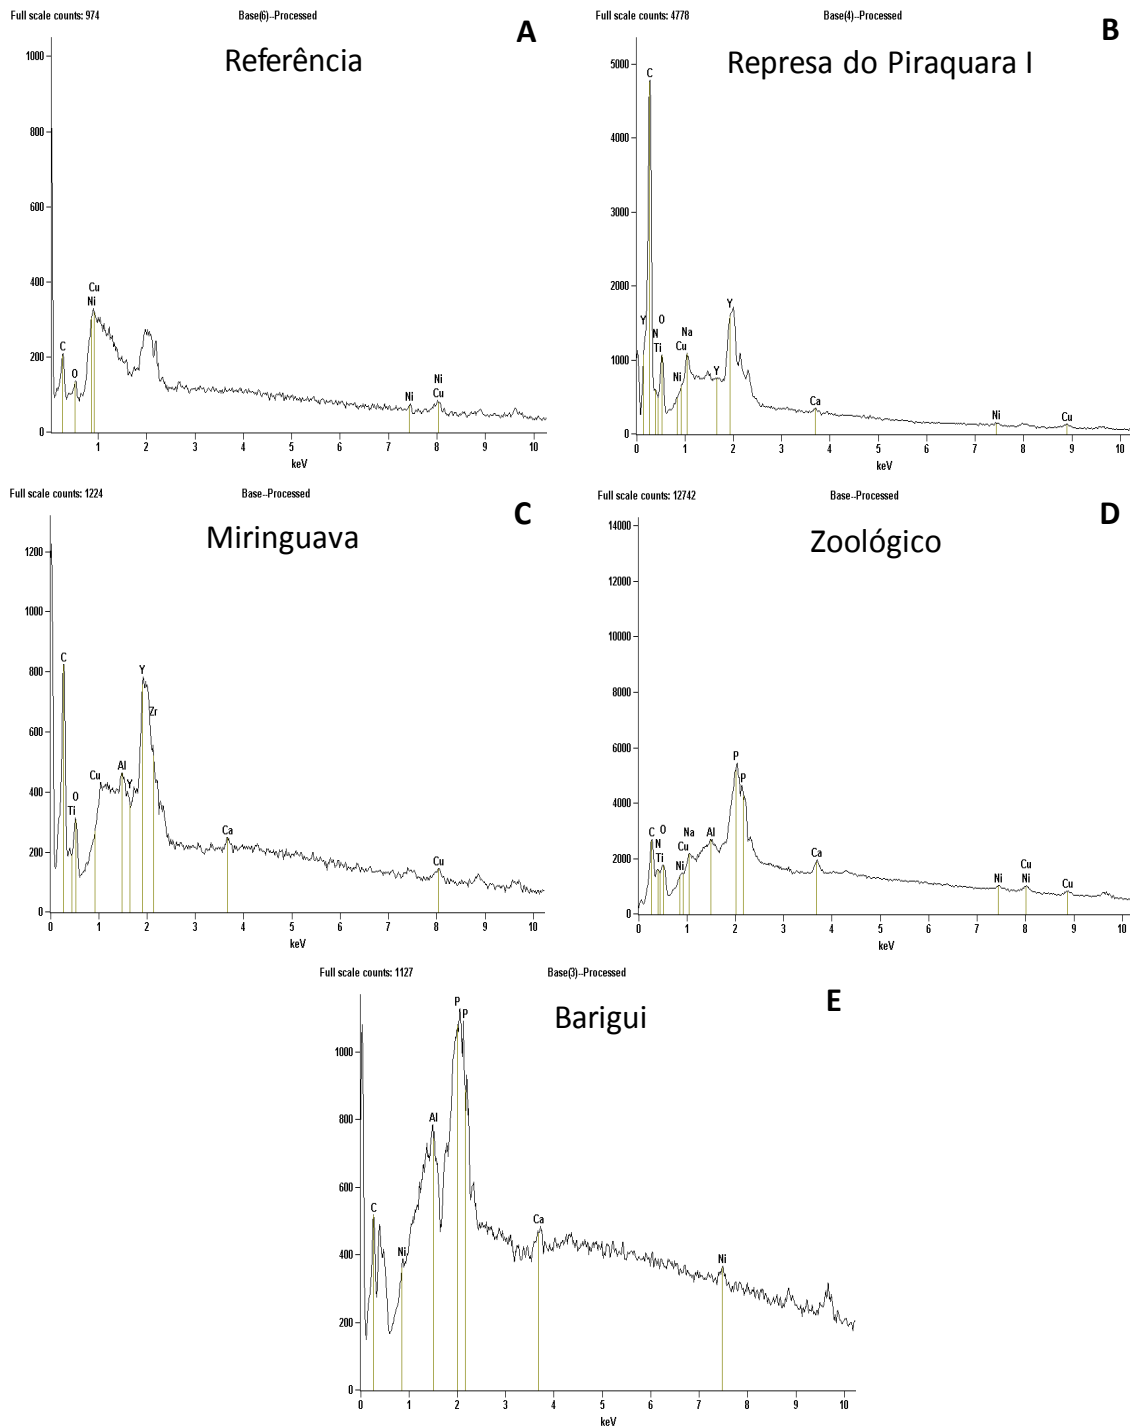 Full scale counts: 974
Base(6)--Processed
A
Referência
1000
800
600
400
200
0
C
O
Cu
Ni
Ni
Ni
Cu
1 2 3 4 5 6 7 8 9 10
keV
Full scale counts: 4778
Base(4)--Processed
B
Represa do Piraquara I
5000
4000
3000
2000
1000
0
C
Y
O
N
Ti
Na
Cu
Ni
Y
Y
Ca
Ni
Cu
0 1 2 3 4 5 6 7 8 9 10
keV
Full scale counts: 1224
Base--Processed
C
Miringuava
1200
1000
800
600
400
200
0
C
O
Ti
Cu
Al
Y
Y
Zr
Ca
Cu
0 1 2 3 4 5 6 7 8 9 10
keV
Full scale counts: 12742
Base--Processed
D
Zoológico
14000
12000
10000
8000
6000
4000
2000
0
C
O
N
Ti
Na
Cu
Ni
Al
P
P
Ca
Ni
Cu
Ni
Cu
0 1 2 3 4 5 6 7 8 9 10
keV
Full scale counts: 1127
Base(3)--Processed
E
Barigui
1000
800
600
400
200
0
C
Ni
Al
P
P
Ca
Ni
0 1 2 3 4 5 6 7 8 9 10
keV